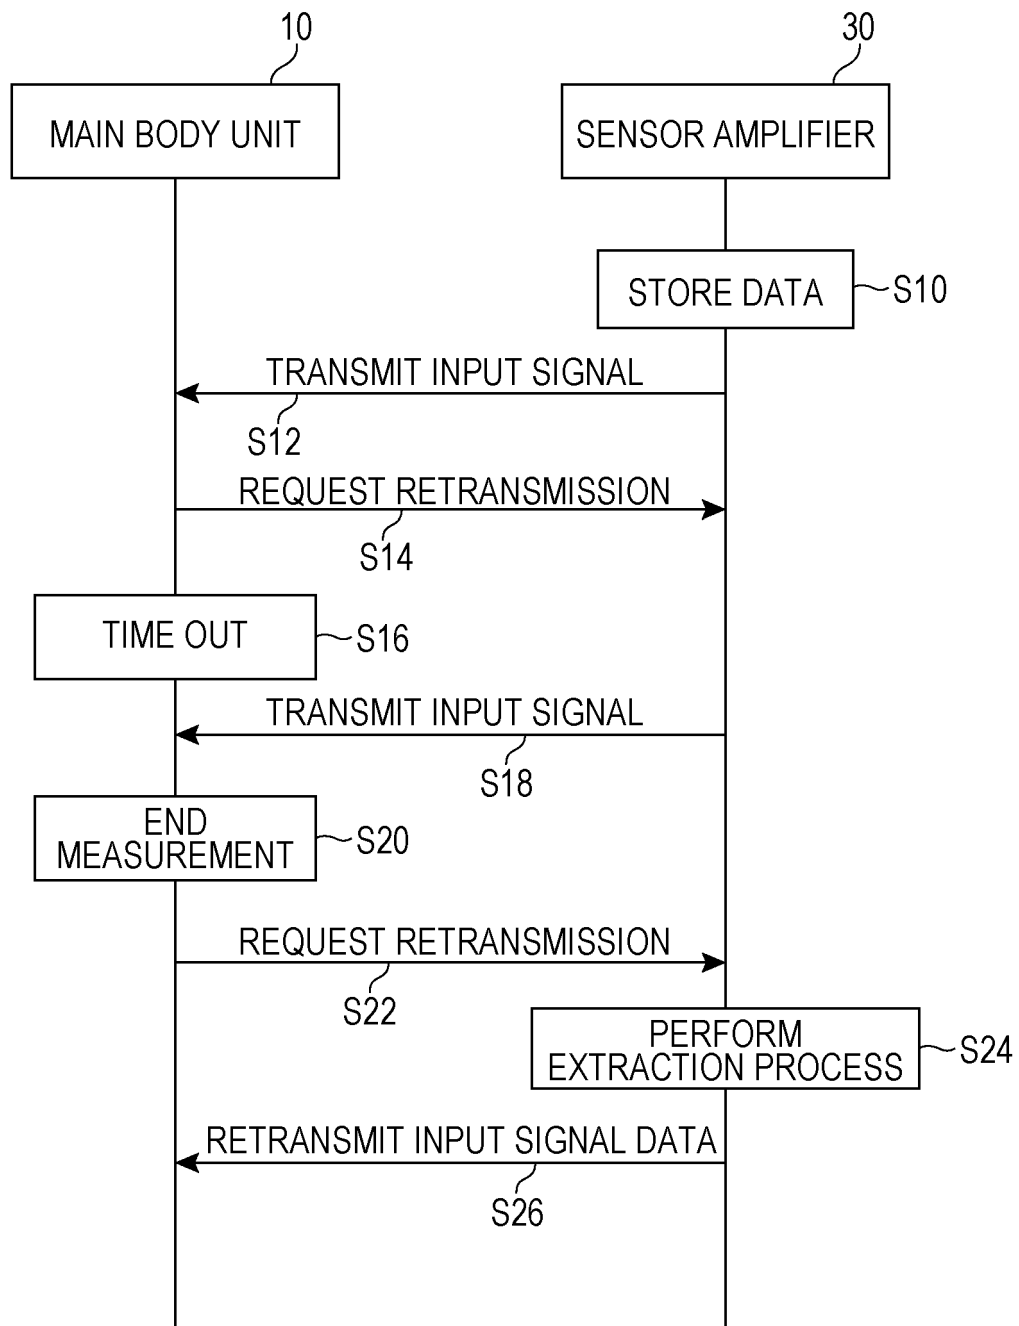 10
30
MAIN BODY UNIT
SENSOR AMPLIFIER
STORE DATA
S10
TRANSMIT INPUT SIGNAL
S12
REQUEST RETRANSMISSION
S14
TIME OUT
S16
TRANSMIT INPUT SIGNAL
S18
END
MEASUREMENT
S20
REQUEST RETRANSMISSION
S22
PERFORM
EXTRACTION PROCESS
S24
RETRANSMIT INPUT SIGNAL DATA
S26